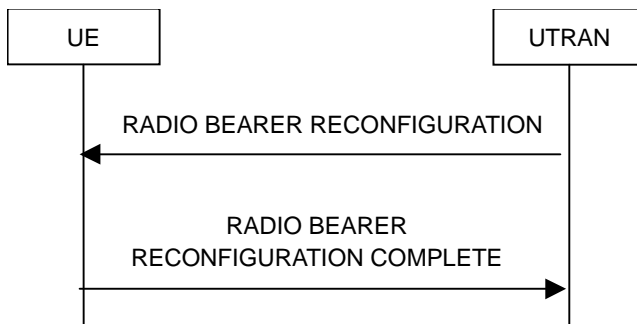 UE
UTRAN
RADIO BEARER RECONFIGURATION
RADIO BEARER
RECONFIGURATION COMPLETE